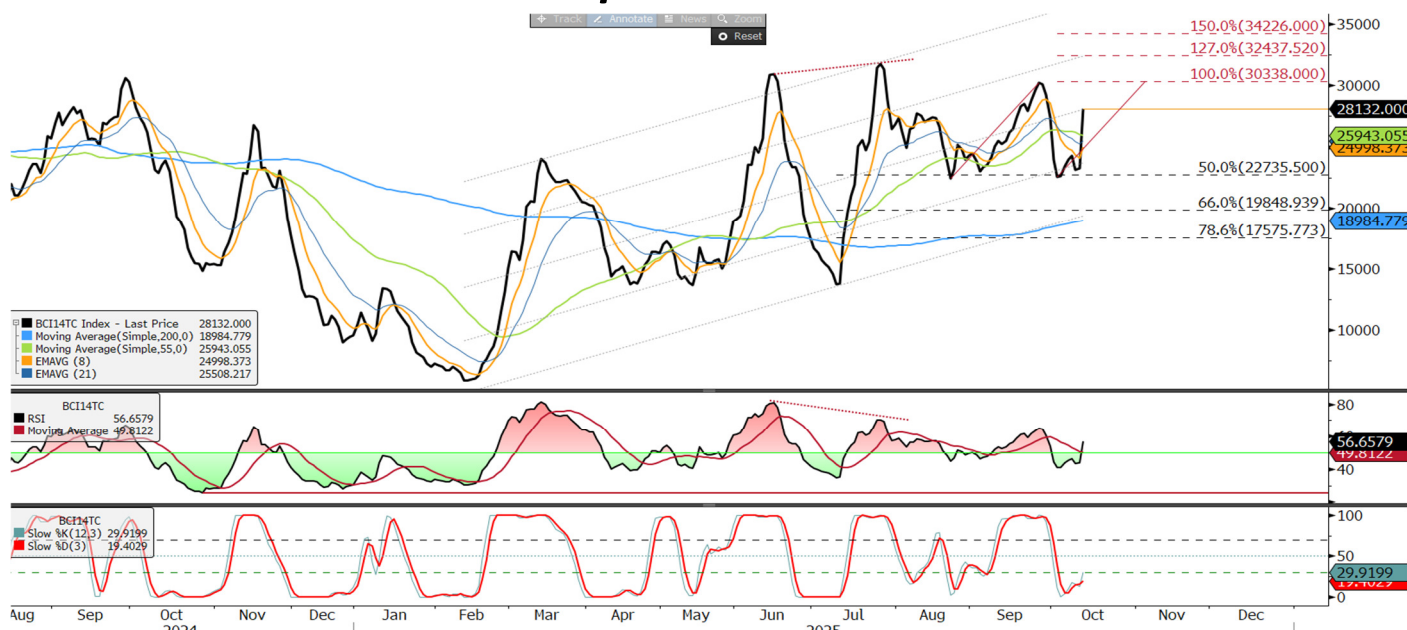 Track Annotate News Zoom
Reset
150.0%(34226.000)
127.0%(32437.520)
100.0%(30338.000)
50.0%(22735.500)
66.0%(19848.939)
78.6%(17575.773)
35000
30000
28132.000
25943.055
24998.373
20000
18984.779
15000
10000
BCI14TC Index - Last Price 28132.000
Moving Average(Simple,200,0) 18984.779
Moving Average(Simple,55,0) 25943.055
EMAVG (8) 24998.373
EMAVG (21) 25508.217
BCI14TC
RSI 56.6579
Moving Average 49.8122
80
56.6579
49.8122
40
BCI14TC
Slow %K(12,3) 29.9199
Slow %D(3) 19.4029
100
50
29.9199
19.4029
0
Aug Sep Oct Nov Dec Jan Feb Mar Apr May Jun Jul Aug Sep Oct Nov Dec
2024 2025